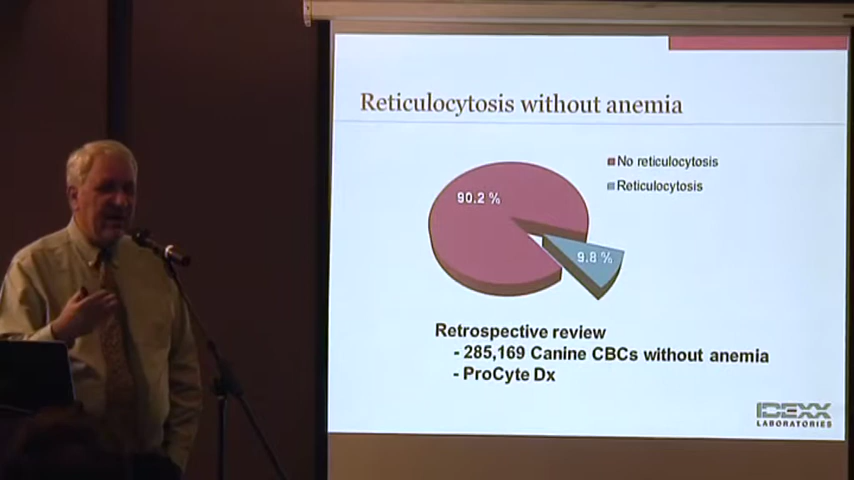 Reticulocytosis without anemia
No reticulocytosis
Reticulocytosis
90.2 %
9.8 %
Retrospective review
- 285,169 Canine CBCs without anemia
- ProCyte Dx
IDEXX
LABORATORIES